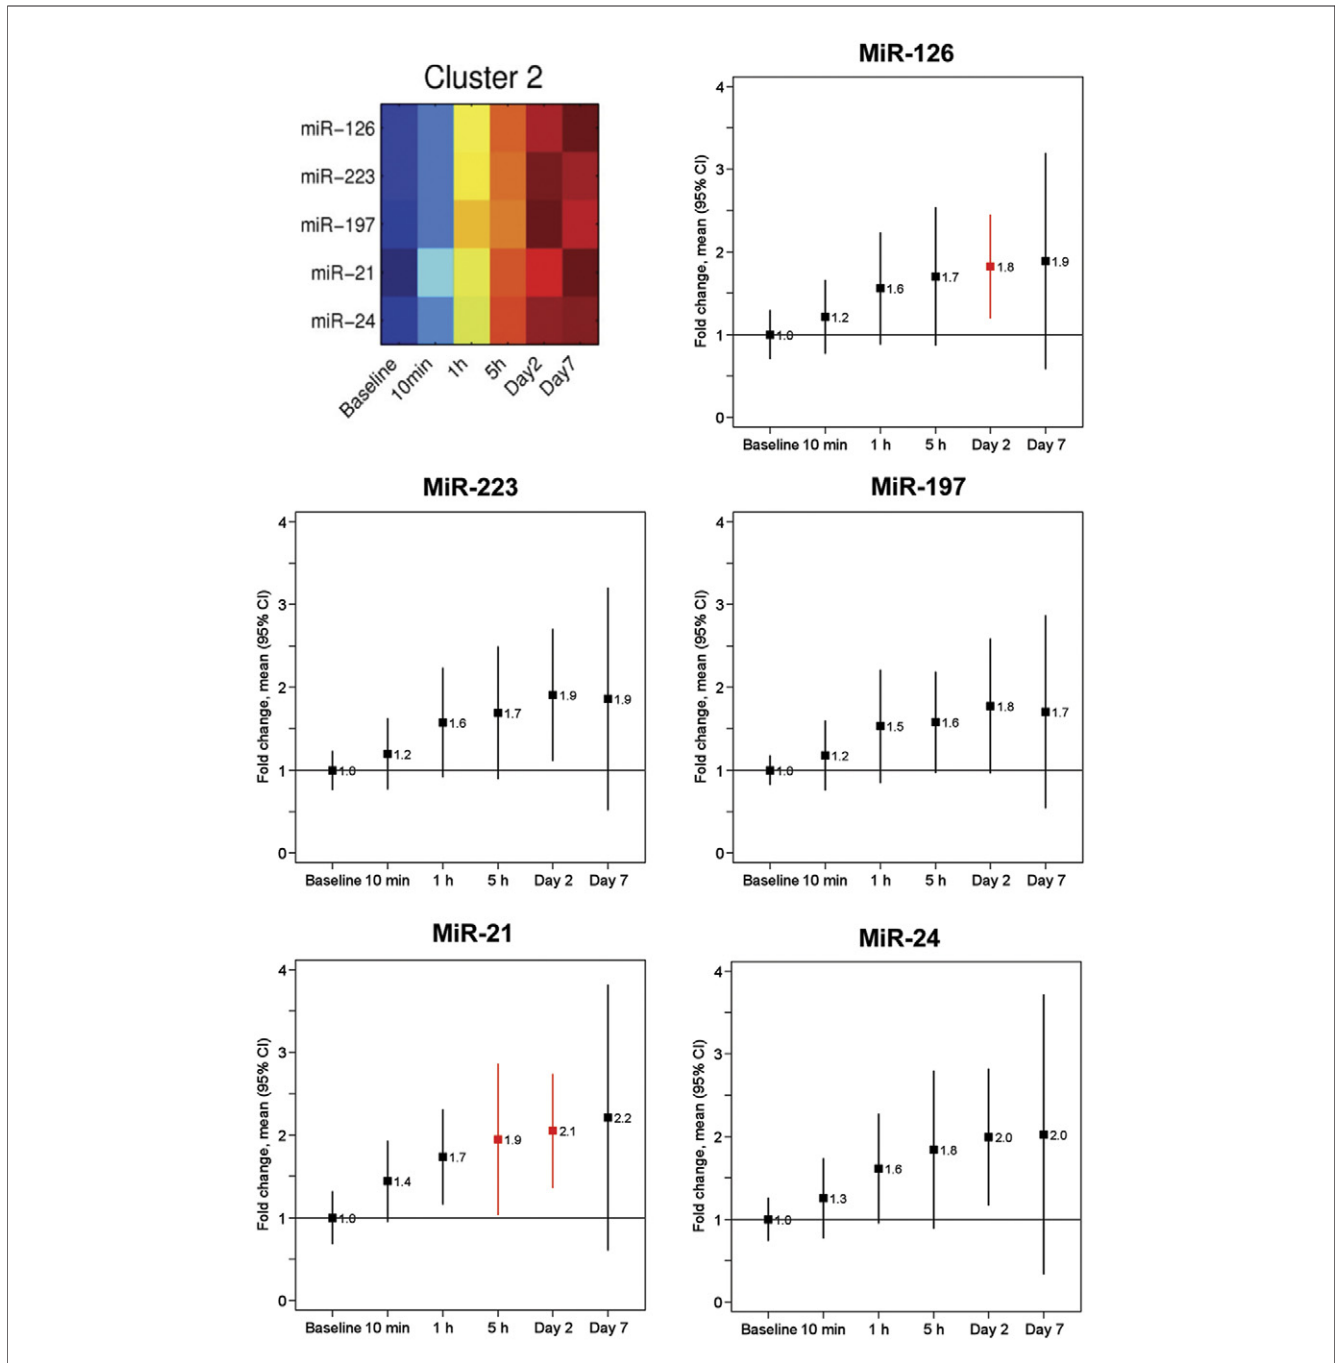 Cluster 2
miR-126
miR-223
miR-197
miR-21
miR-24
Baseline
10min
1h
5h
Day2
Day7
MiR-126
Fold change, mean (95% CI)
4
3
2
1
0
1.0
1.2
1.6
1.7
1.8
1.9
Baseline 10 min 1 h 5 h Day 2 Day 7
MiR-223
Fold change, mean (95% CI)
4
3
2
1
0
1.0
1.2
1.6
1.7
1.9
1.9
Baseline 10 min 1 h 5 h Day 2 Day 7
MiR-197
Fold change, mean (95% CI)
4
3
2
1
0
1.0
1.2
1.5
1.6
1.8
1.7
Baseline 10 min 1 h 5 h Day 2 Day 7
MiR-21
Fold change, mean (95% CI)
4
3
2
1
0
1.0
1.4
1.7
1.9
2.1
2.2
Baseline 10 min 1 h 5 h Day 2 Day 7
MiR-24
Fold change, mean (95% CI)
4
3
2
1
0
1.0
1.3
1.6
1.8
2.0
2.0
Baseline 10 min 1 h 5 h Day 2 Day 7